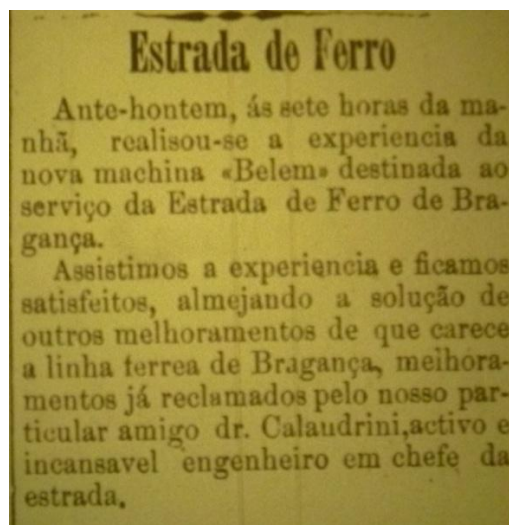 Estrada de Ferro
Ante-hontem, ás sete horas da ma-
nhã, realisou-se a experiencia da
nova machina «Belem» destinada ao
serviço da Estrada de Ferro de Bra-
gança.
Assistimos a experiencia e ficamos
satisfeitos, almejando a solução de
outros melhoramentos de que carece
a linha ferrea de Bragança, melhora-
mentos já reclamados pelo nosso par-
ticular amigo dr. Calaudrini,activo e
incansavel engenheiro em chefe da
estrada.